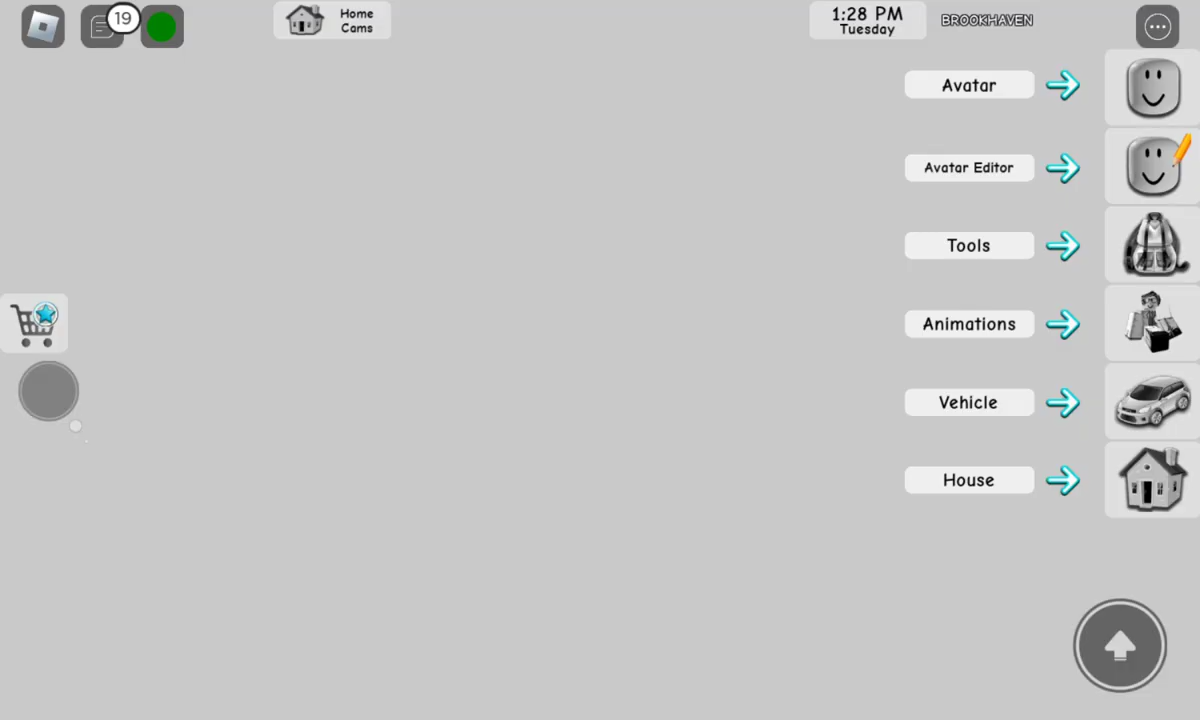 19
Home
Cams
1:28 PM
Tuesday
BROOKHAVEN
Avatar
Avatar Editor
Tools
Animations
Vehicle
House